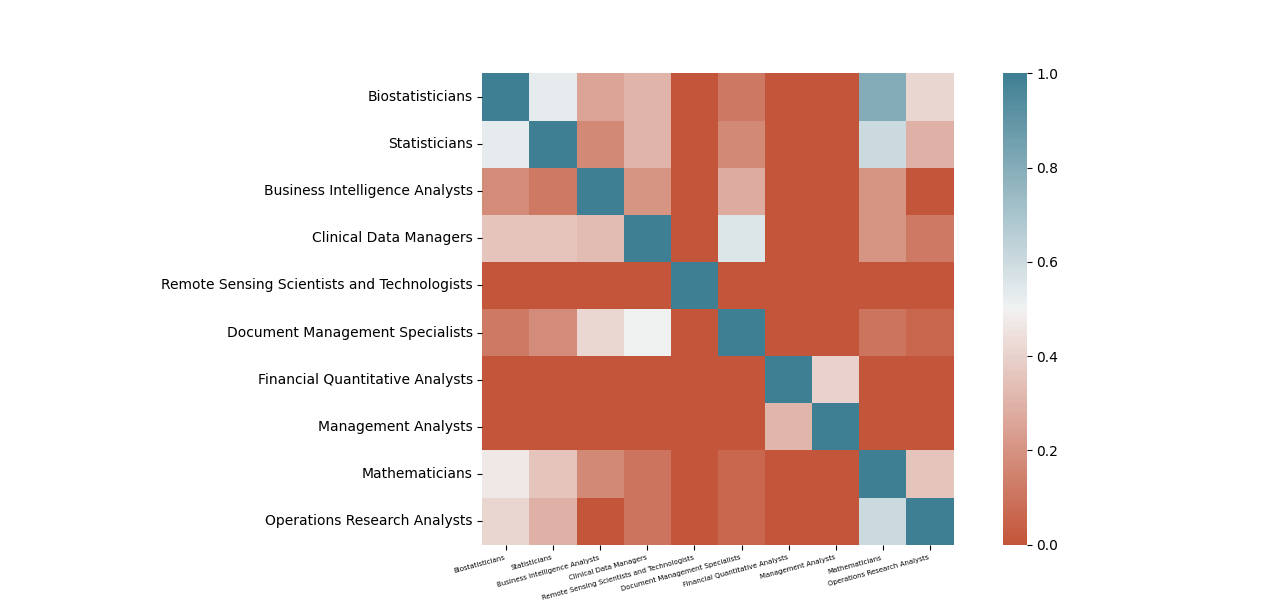 Biostatisticians
Statisticians
Business Intelligence Analysts
Clinical Data Managers
Remote Sensing Scientists and Technologists
Document Management Specialists
Financial Quantitative Analysts
Management Analysts
Mathematicians
Operations Research Analysts
Biostatisticians
Statisticians
Business Intelligence Analysts
Clinical Data Managers
Remote Sensing Scientists and Technologists
Document Management Specialists
Financial Quantitative Analysts
Management Analysts
Mathematicians
Operations Research Analysts
1.0
0.8
0.6
0.4
0.2
0.0